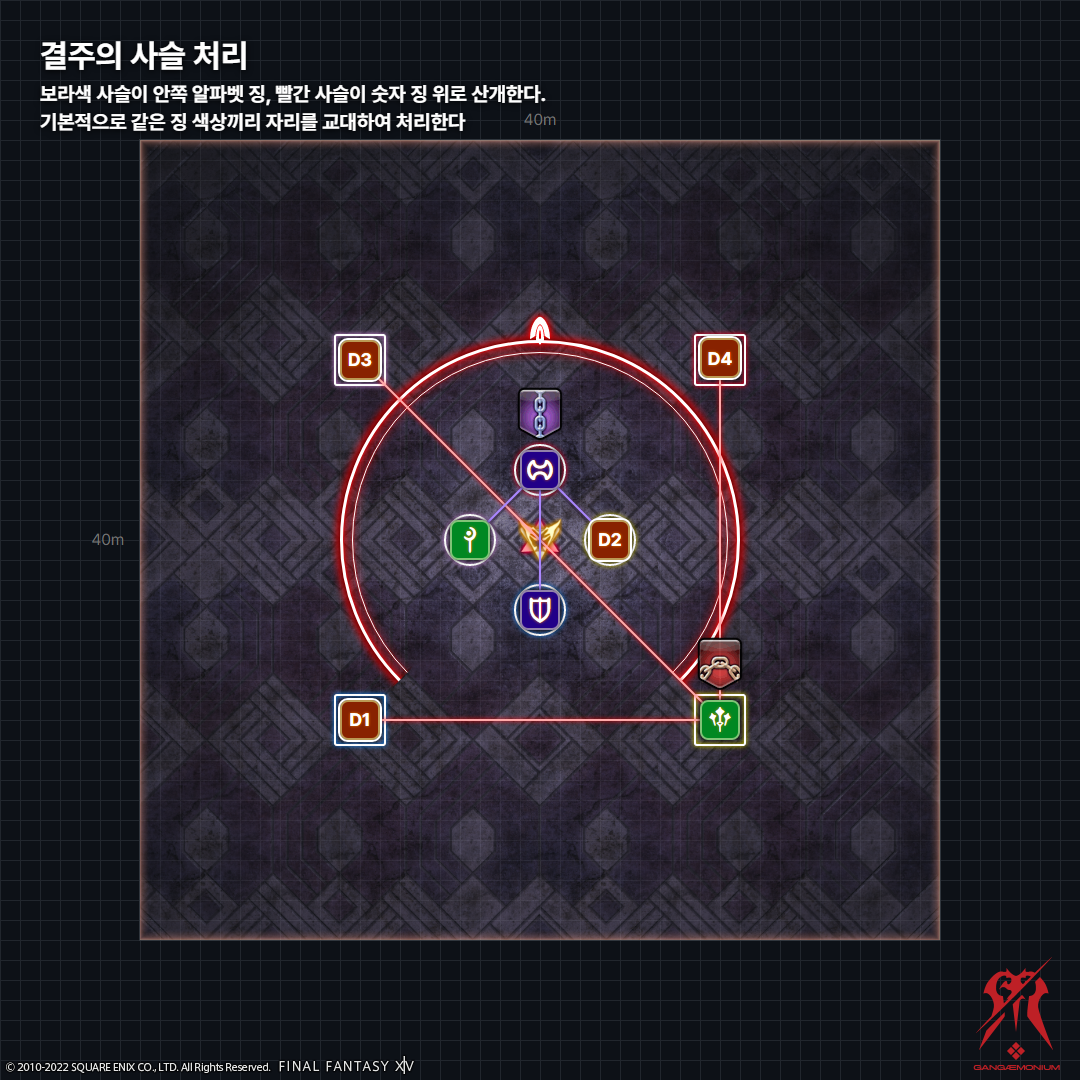 결주의 사슬 처리
보라색 사슬이 안쪽 알파벳 징, 빨간 사슬이 숫자 징 위로 산개한다.
기본적으로 같은 징 색상끼리 자리를 교대하여 처리한다
40m
D3
D4
40m
D2
D1
GANGÆMONIUM
© 2010-2022 SQUARE ENIX CO., LTD. All Rights Reserved. FINAL FANTASY XIV